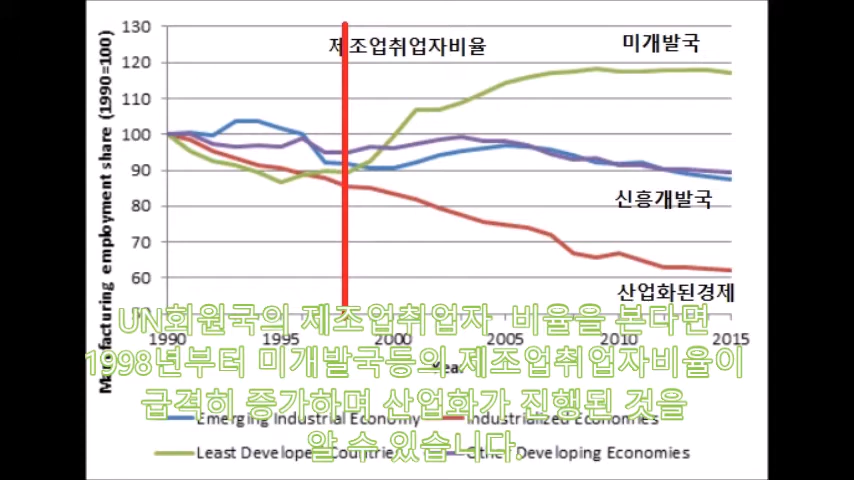 130
제조업취업자비율
미개발국
120
110
100
90
신흥개발국
80
70
60
산업화된경제
Manufacturing employment share (1990=100)
UN회원국의 제조업취업자 비율을 본다면
1990 1995 2000 2005 2010 2015
1998년부터 미개발국등의 제조업취업자비율이
급격히 증가하며 산업화가 진행된 것을
Emerging Industrial Economy
Industrialized Economies
알 수 있습니다.
Least Developed Countries
Other Developing Economies